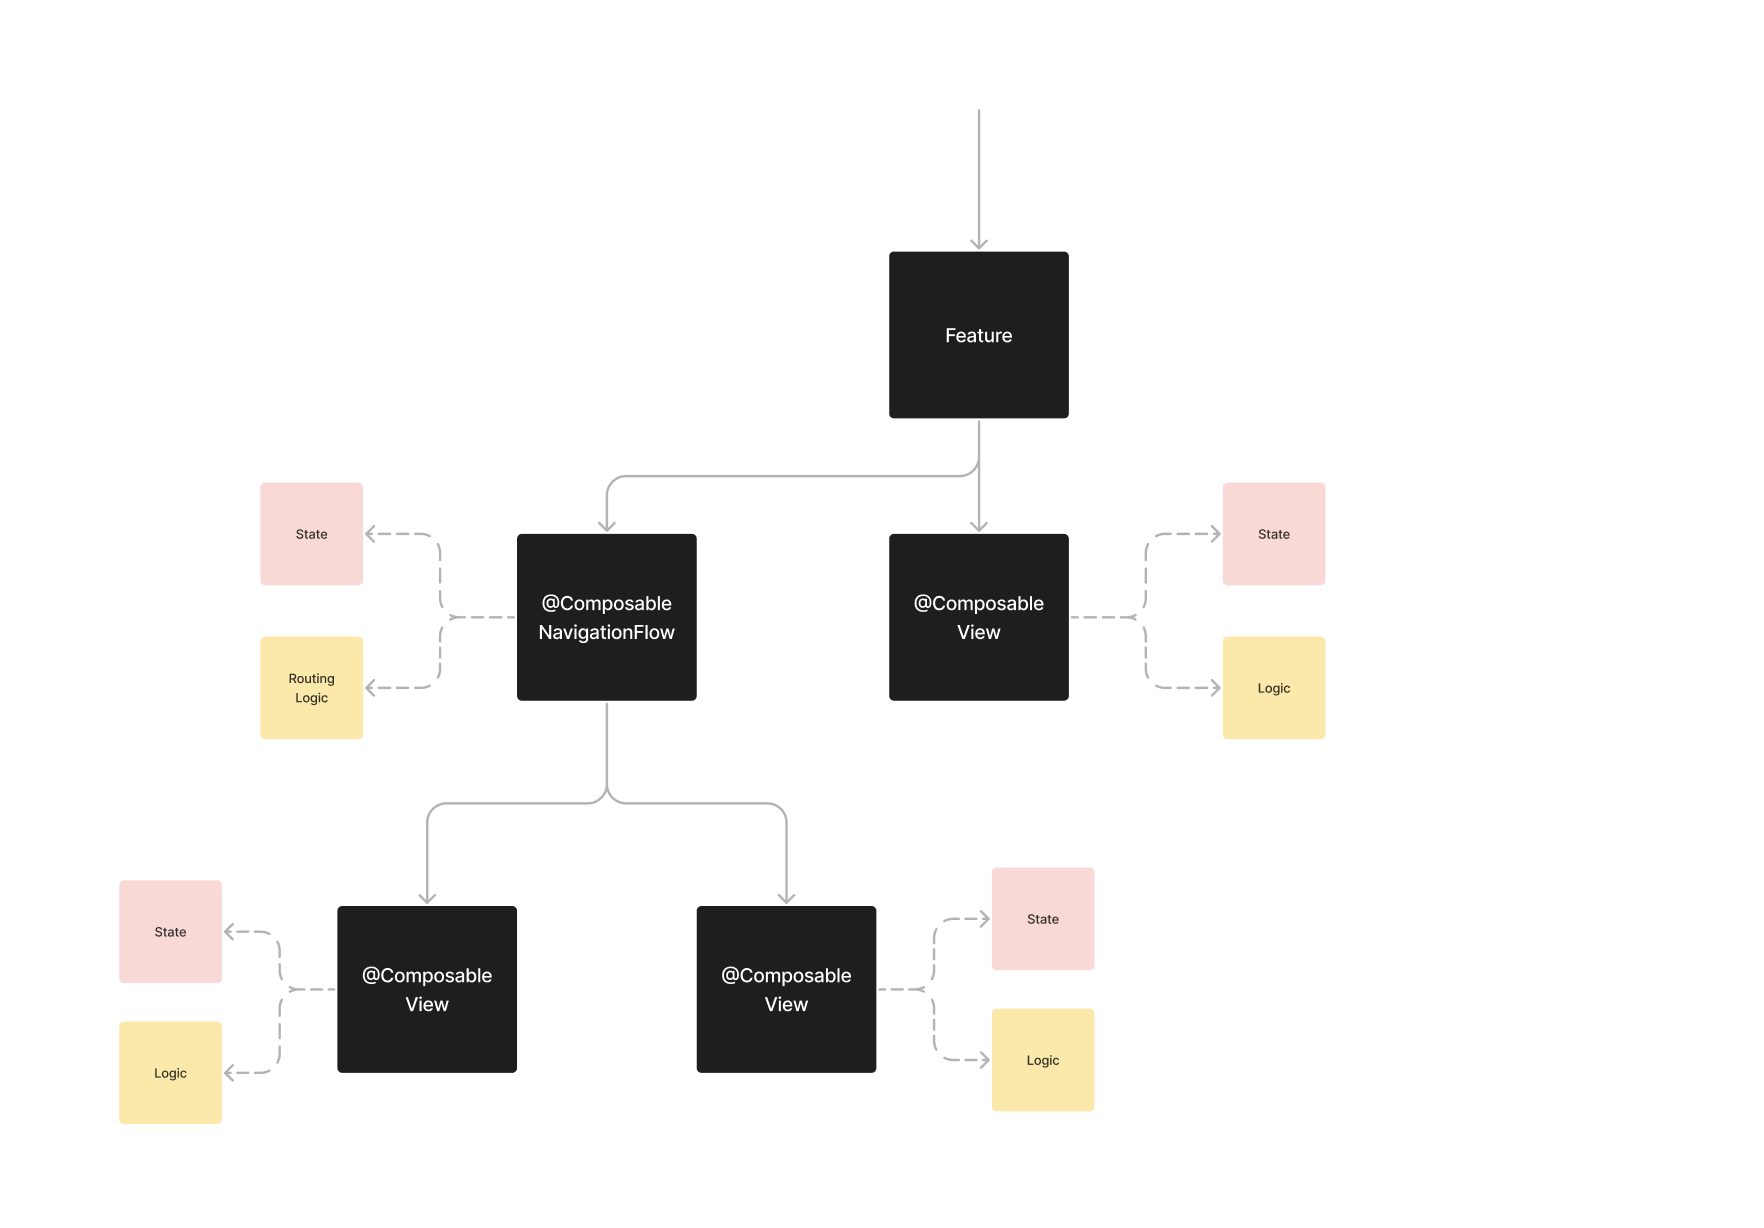 Feature
State
@Composable
NavigationFlow
@Composable
View
State
Routing
Logic
Logic
State
@Composable
View
@Composable
View
State
Logic
Logic